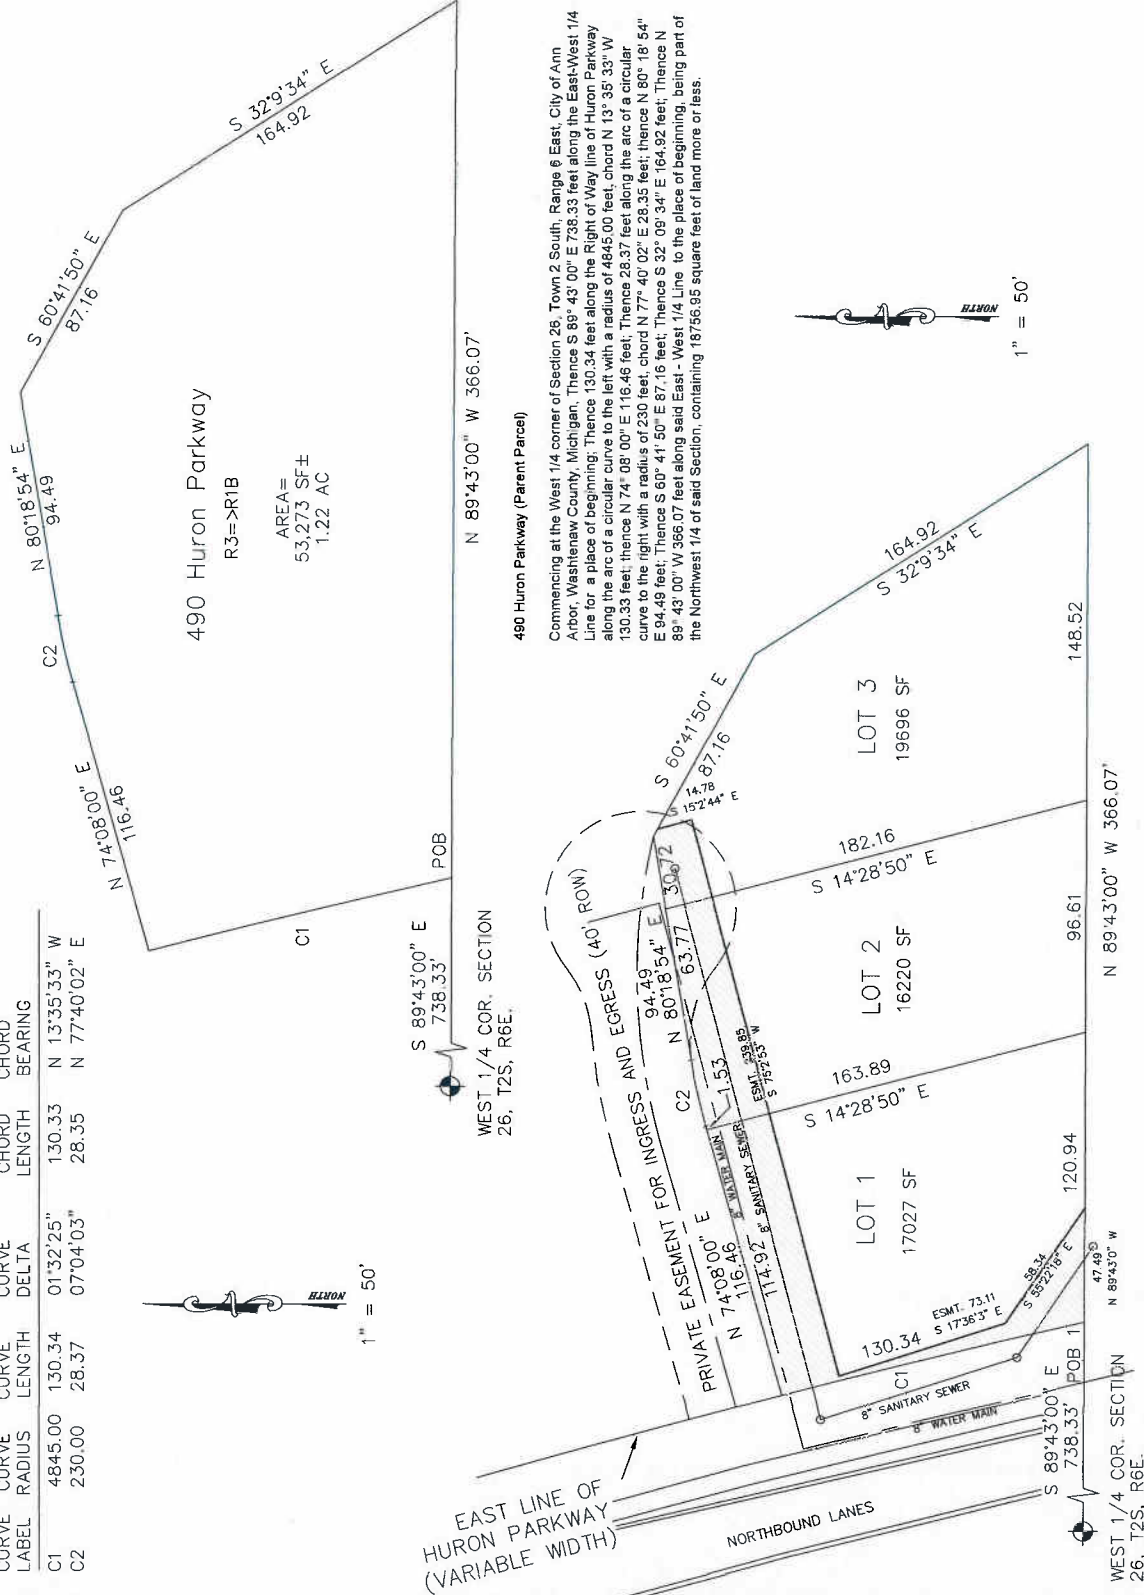 CURVE CURVE CURVE CURVE CHORD CHORD
LABEL RADIUS LENGTH DELTA LENGTH BEARING
C1 4845.00 130.34 01°32'25" 130.33 N 13°35'33" W
C2 230.00 28.37 07°04'03" 28.35 N 77°40'02" E
NORTH
1" = 50'
N 74°08'00" E
116.46
C2
N 80°18'54" E
94.49
S 60°41'50" E
87.16
S 32°9'34" E
164.92
490 Huron Parkway
R3=>R1B
AREA=
53,273 SF±
1.22 AC
C1
POB
S 89°43'00" E
738.33'
N 89°43'00" W 366.07'
WEST 1/4 COR. SECTION
26, T2S, R6E.
490 Huron Parkway (Parent Parcel)
Commencing at the West 1/4 corner of Section 26, Town 2 South, Range 6 East, City of Ann
Arbor, Washtenaw County, Michigan, Thence S 89° 43' 00" E 738.33 feet along the East-West 1/4
Line for a place of beginning; Thence 130.34 feet along the Right of Way line of Huron Parkway
along the arc of a circular curve to the left with a radius of 4845.00 feet, chord N 13° 35' 33" W
130.33 feet; thence N 74° 08' 00" E 116.46 feet; Thence 28.37 feet along the arc of a circular
curve to the right with a radius of 230 feet, chord N 77° 40' 02" E 28.35 feet; thence N 80° 18' 54"
E 94.49 feet; Thence S 60° 41' 50" E 87.16 feet; Thence S 32° 09' 34" E 164.92 feet; Thence N
89° 43' 00" W 366.07 feet along said East - West 1/4 Line to the place of beginning, being part of
the Northwest 1/4 of said Section, containing 18756.95 square feet of land more or less.
NORTH
1" = 50'
EAST LINE OF
HURON PARKWAY
(VARIABLE WIDTH)
NORTHBOUND LANES
PRIVATE EASEMENT FOR INGRESS AND EGRESS (40' ROW)
N 74°08'00" E
116.46
114.92
8" WATER MAIN
8" SANITARY SEWER
C2
1.53
94.49
N 80°18'54" E
63.77
30.72
S 60°41'50" E
87.16
14.78
S 15°2'44" E
ESMT. 239.85
S 75°2'53" W
164.92
S 32°9'34" E
LOT 1
17027 SF
LOT 2
16220 SF
LOT 3
19696 SF
163.89
S 14°28'50" E
182.16
S 14°28'50" E
130.34
C1
ESMT. 73.11
S 17°36'3" E
58.34
S 55°22'18" E
8" SANITARY SEWER
8" WATER MAIN
47.49
N 89°43'0" W
120.94
96.61
148.52
S 89°43'00" E
738.33'
POB 1
N 89°43'00" W 366.07'
WEST 1/4 COR. SECTION
26, T2S, R6E.